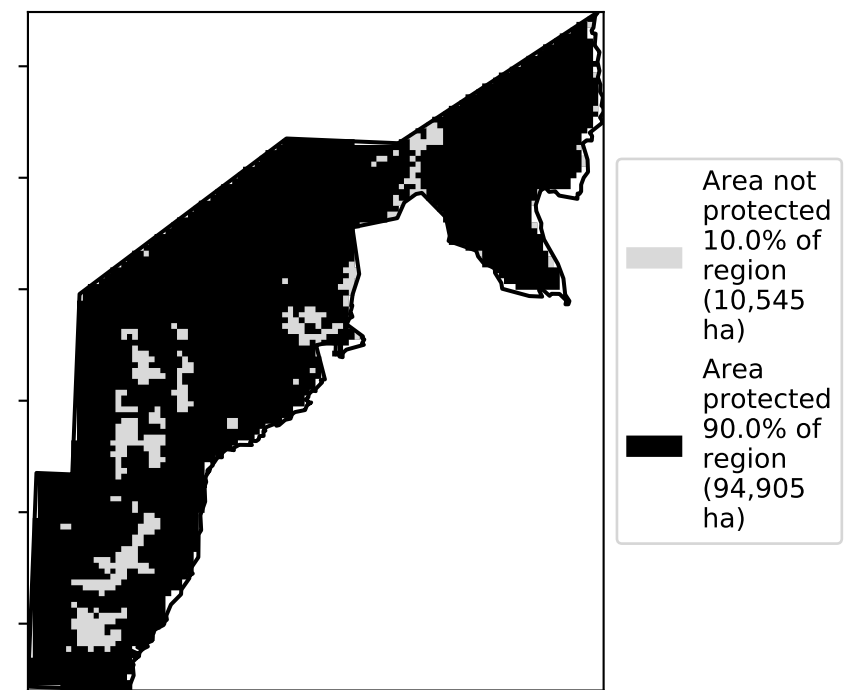 Area not
protected
10.0% of
region
(10,545
ha)
Area
protected
90.0% of
region
(94,905
ha)